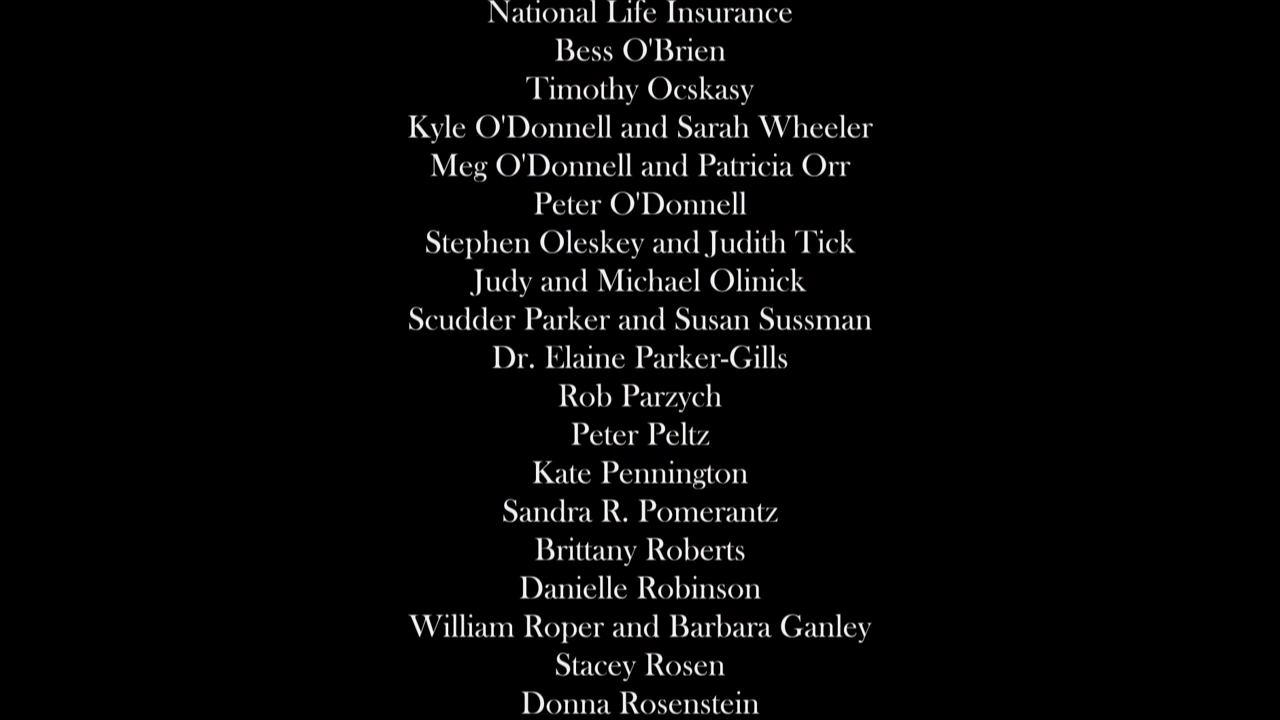 National Life Insurance
Bess O'Brien
Timothy Ocskasy
Kyle O'Donnell and Sarah Wheeler
Meg O'Donnell and Patricia Orr
Peter O'Donnell
Stephen Oleskey and Judith Tick
Judy and Michael Olinick
Scudder Parker and Susan Sussman
Dr. Elaine Parker-Gills
Rob Parzych
Peter Peltz
Kate Pennington
Sandra R. Pomerantz
Brittany Roberts
Danielle Robinson
William Roper and Barbara Ganley
Stacey Rosen
Donna Rosenstein